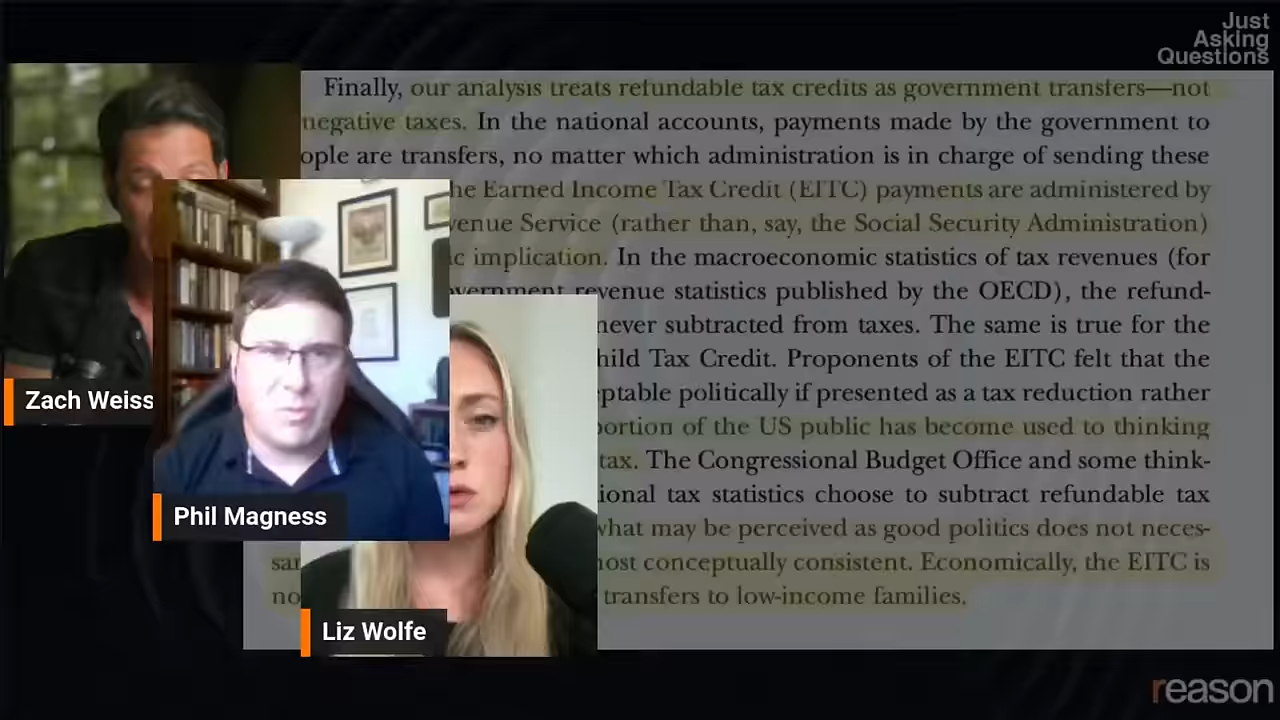 Just
Asking
Questions
Finally, our analysis treats refundable tax credits as government transfers—not
negative taxes. In the national accounts, payments made by the government to
ople are transfers, no matter which administration is in charge of sending these
he Earned Income Tax Credit (EITC) payments are administered by
venue Service (rather than, say, the Social Security Administration)
ic implication. In the macroeconomic statistics of tax revenues (for
overnment revenue statistics published by the OECD), the refund-
never subtracted from taxes. The same is true for the
hild Tax Credit. Proponents of the EITC felt that the
eptable politically if presented as a tax reduction rather
portion of the US public has become used to thinking
tax. The Congressional Budget Office and some think-
ional tax statistics choose to subtract refundable tax
what may be perceived as good politics does not neces-
sar
most conceptually consistent. Economically, the EITC is
no
transfers to low-income families.
Zach Weiss
Phil Magness
Liz Wolfe
reason